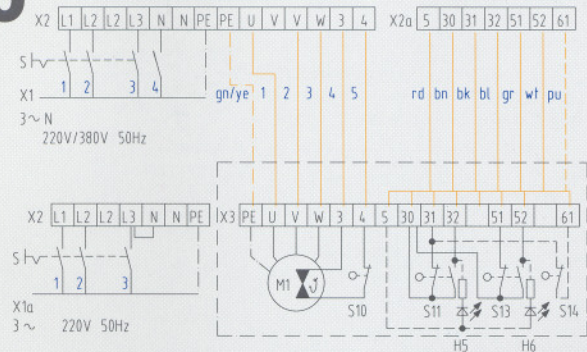 X2 L1 L2 L2 L3 N N PE PE U V V W 3 4 X2a 5 30 31 32 51 52 61
S 1 2 3 4
X1 gn/ye 1 2 3 4 5 rd bn bk bl gr wt pu
3~ N
220V/380V 50Hz
X2 L1 L2 L2 L3 N N PE X3 PE U V W 3 4 5 30 31 32 51 52 61
S 1 2 3
M1 S10 S11 S13 S14
X1a
3~ 220V 50Hz
H5 H6